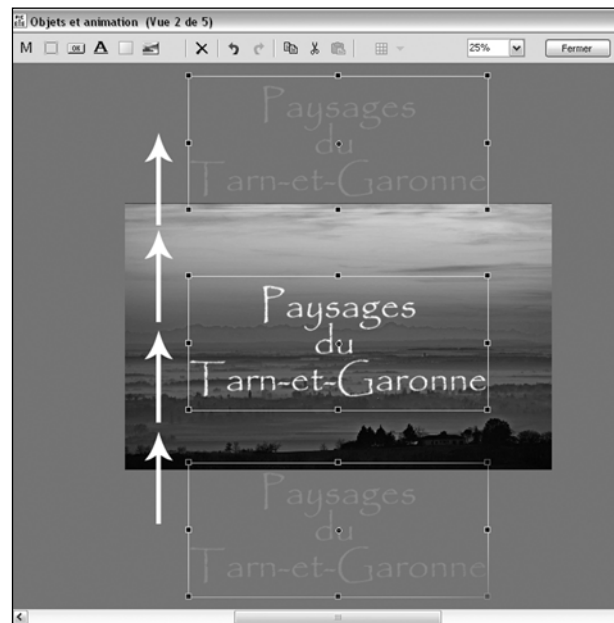 Objets et animation (Vue 2 de 5)
M OK A 25% Fermer
Paysages
du
Tarn-et-Garonne
Paysages
du
Tarn-et-Garonne
Paysages
du
Tarn-et-Garonne